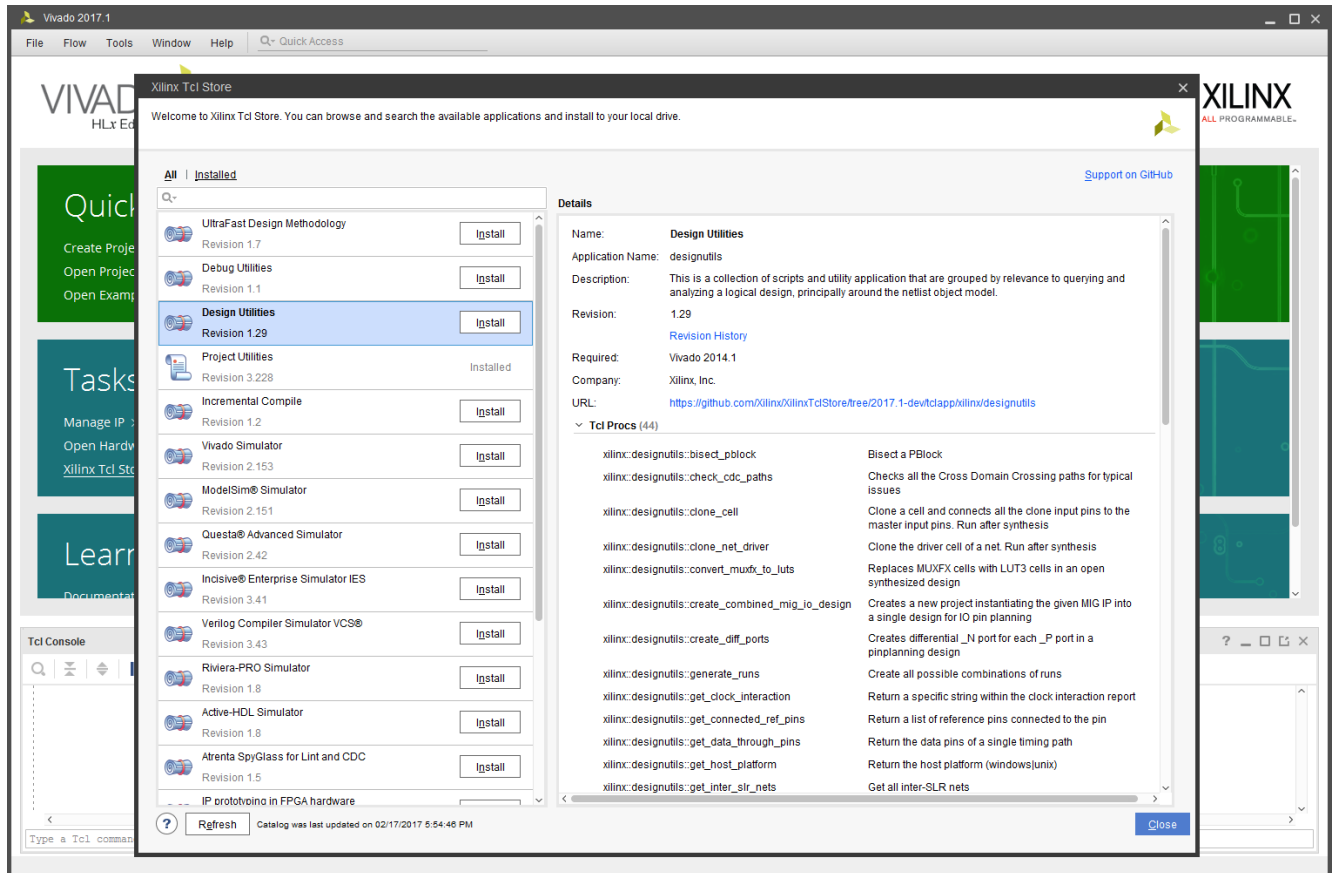 Vivado 2017.1
File Flow Tools Window Help Quick Access
VIVADO
HLx Ed
XILINX
ALL PROGRAMMABLE.
Xilinx Tcl Store
Welcome to Xilinx Tcl Store. You can browse and search the available applications and install to your local drive.
All | Installed
Support on GitHub
Quick
Create Proje
Open Projec
Open Examp
Tasks
Manage IP >
Open Hardw
Xilinx Tcl Sto
Learn
Documentat
UltraFast Design Methodology
Revision 1.7
Install
Debug Utilities
Revision 1.1
Install
Design Utilities
Revision 1.29
Install
Project Utilities
Revision 3.228
Installed
Incremental Compile
Revision 1.2
Install
Vivado Simulator
Revision 2.153
Install
ModelSim® Simulator
Revision 2.151
Install
Questa® Advanced Simulator
Revision 2.42
Install
Incisive® Enterprise Simulator IES
Revision 3.41
Install
Verilog Compiler Simulator VCS®
Revision 3.43
Install
Riviera-PRO Simulator
Revision 1.8
Install
Active-HDL Simulator
Revision 1.8
Install
Atrenta SpyGlass for Lint and CDC
Revision 1.5
Install
IP prototyping in FPGA hardware
Details
Name: Design Utilities
Application Name: designutils
Description: This is a collection of scripts and utility application that are grouped by relevance to querying and
analyzing a logical design, principally around the netlist object model.
Revision: 1.29
Revision History
Required: Vivado 2014.1
Company: Xilinx, Inc.
URL: https://github.com/Xilinx/XilinxTclStore/tree/2017.1-dev/tclapp/xilinx/designutils
Tcl Procs (44)
xilinx::designutils::bisect_pblock Bisect a PBlock
xilinx::designutils::check_cdc_paths Checks all the Cross Domain Crossing paths for typical
issues
xilinx::designutils::clone_cell Clone a cell and connects all the clone input pins to the
master input pins. Run after synthesis
xilinx::designutils::clone_net_driver Clone the driver cell of a net. Run after synthesis
xilinx::designutils::convert_muxfx_to_luts Replaces MUXFX cells with LUT3 cells in an open
synthesized design
xilinx::designutils::create_combined_mig_io_design Creates a new project instantiating the given MIG IP into
a single design for IO pin planning
xilinx::designutils::create_diff_ports Creates differential _N port for each _P port in a
pinplanning design
xilinx::designutils::generate_runs Create all possible combinations of runs
xilinx::designutils::get_clock_interaction Return a specific string within the clock interaction report
xilinx::designutils::get_connected_ref_pins Return a list of reference pins connected to the pin
xilinx::designutils::get_data_through_pins Return the data pins of a single timing path
xilinx::designutils::get_host_platform Return the host platform (windows|unix)
xilinx::designutils::get_inter_slr_nets Get all inter-SLR nets
? Refresh Catalog was last updated on 02/17/2017 5:54:46 PM
Close
Tcl Console
Type a Tcl comman